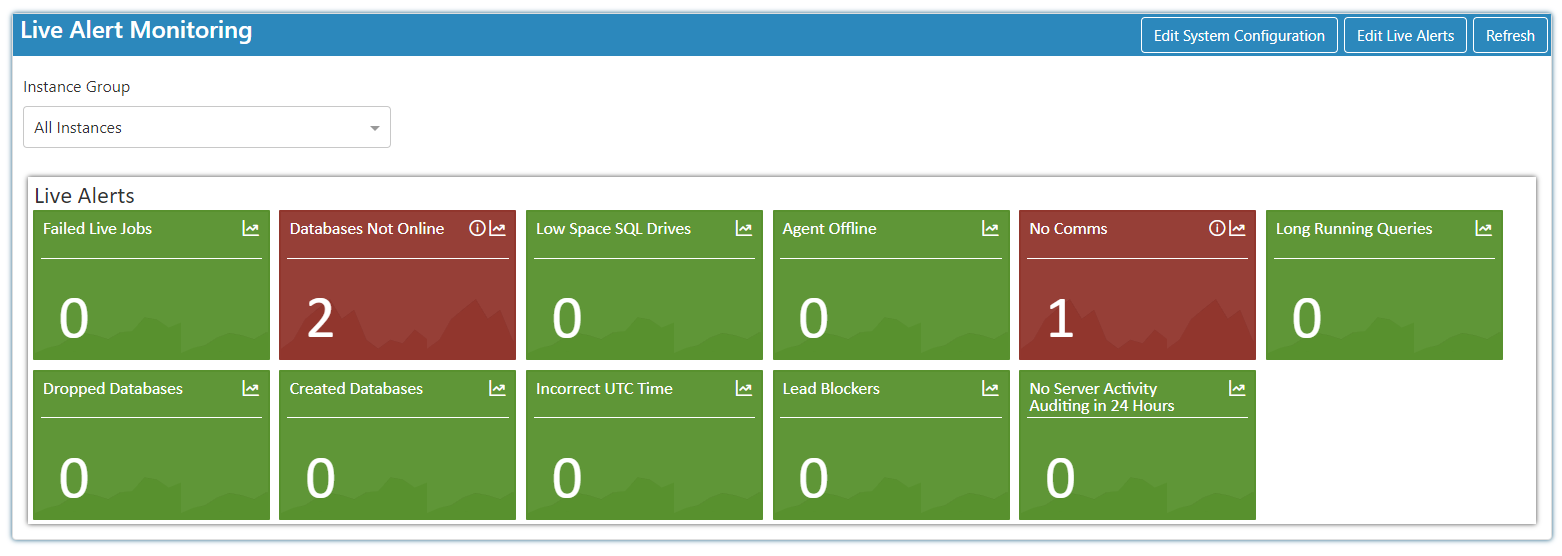 Live Alert Monitoring
Edit System Configuration
Edit Live Alerts
Refresh
Instance Group
All Instances
Live Alerts
Failed Live Jobs
0
Databases Not Online
2
Low Space SQL Drives
0
Agent Offline
0
No Comms
1
Long Running Queries
0
Dropped Databases
0
Created Databases
0
Incorrect UTC Time
0
Lead Blockers
0
No Server Activity
Auditing in 24 Hours
0